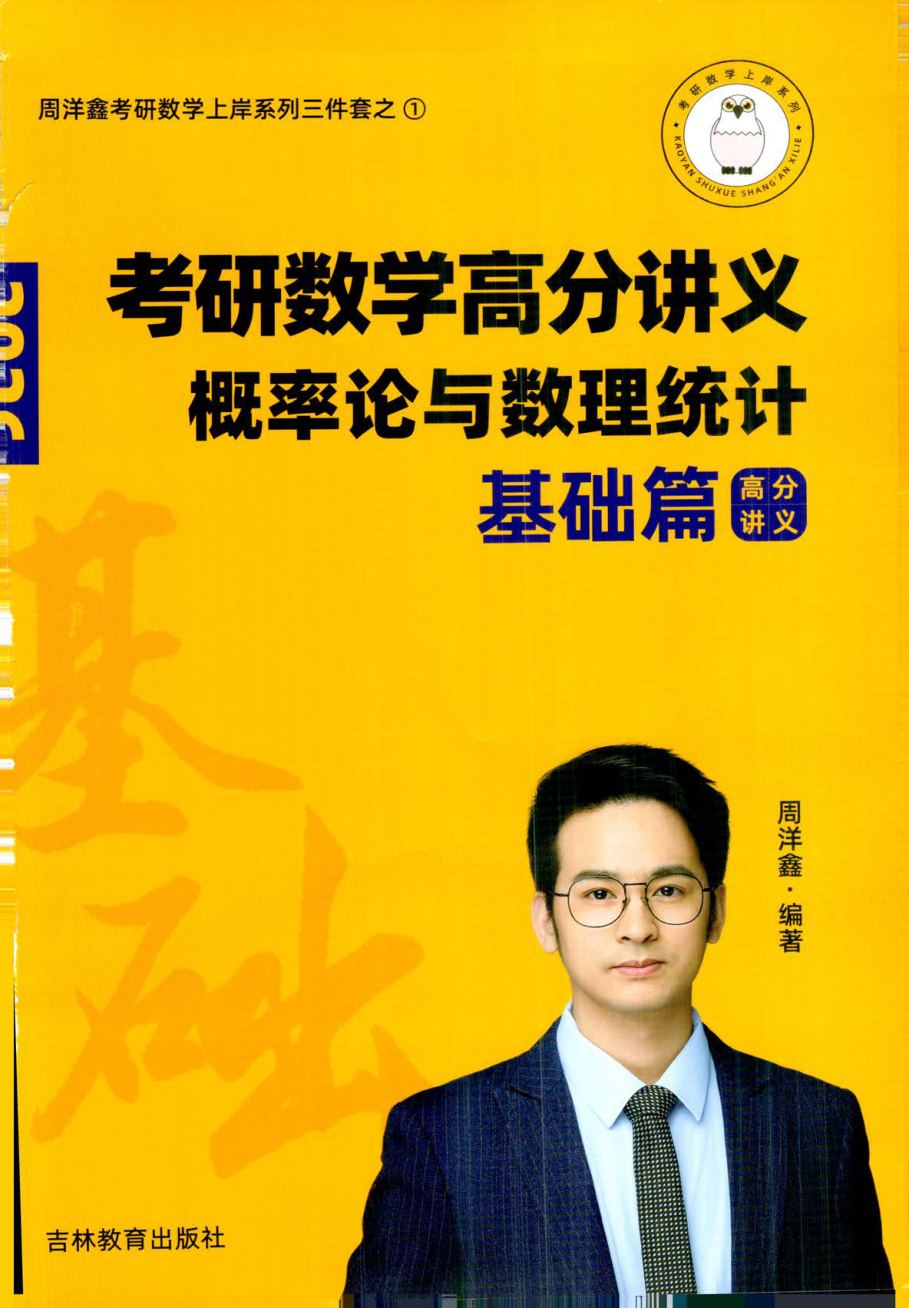 周洋鑫考研数学上岸系列三件套之①
考研数学上岸系列
KAOYAN SHUXUE SHANG'AN XILIE
考研数学高分讲义
概率论与数理统计
基础篇
高分
讲义
基础
周洋鑫·编著
吉林教育出版社